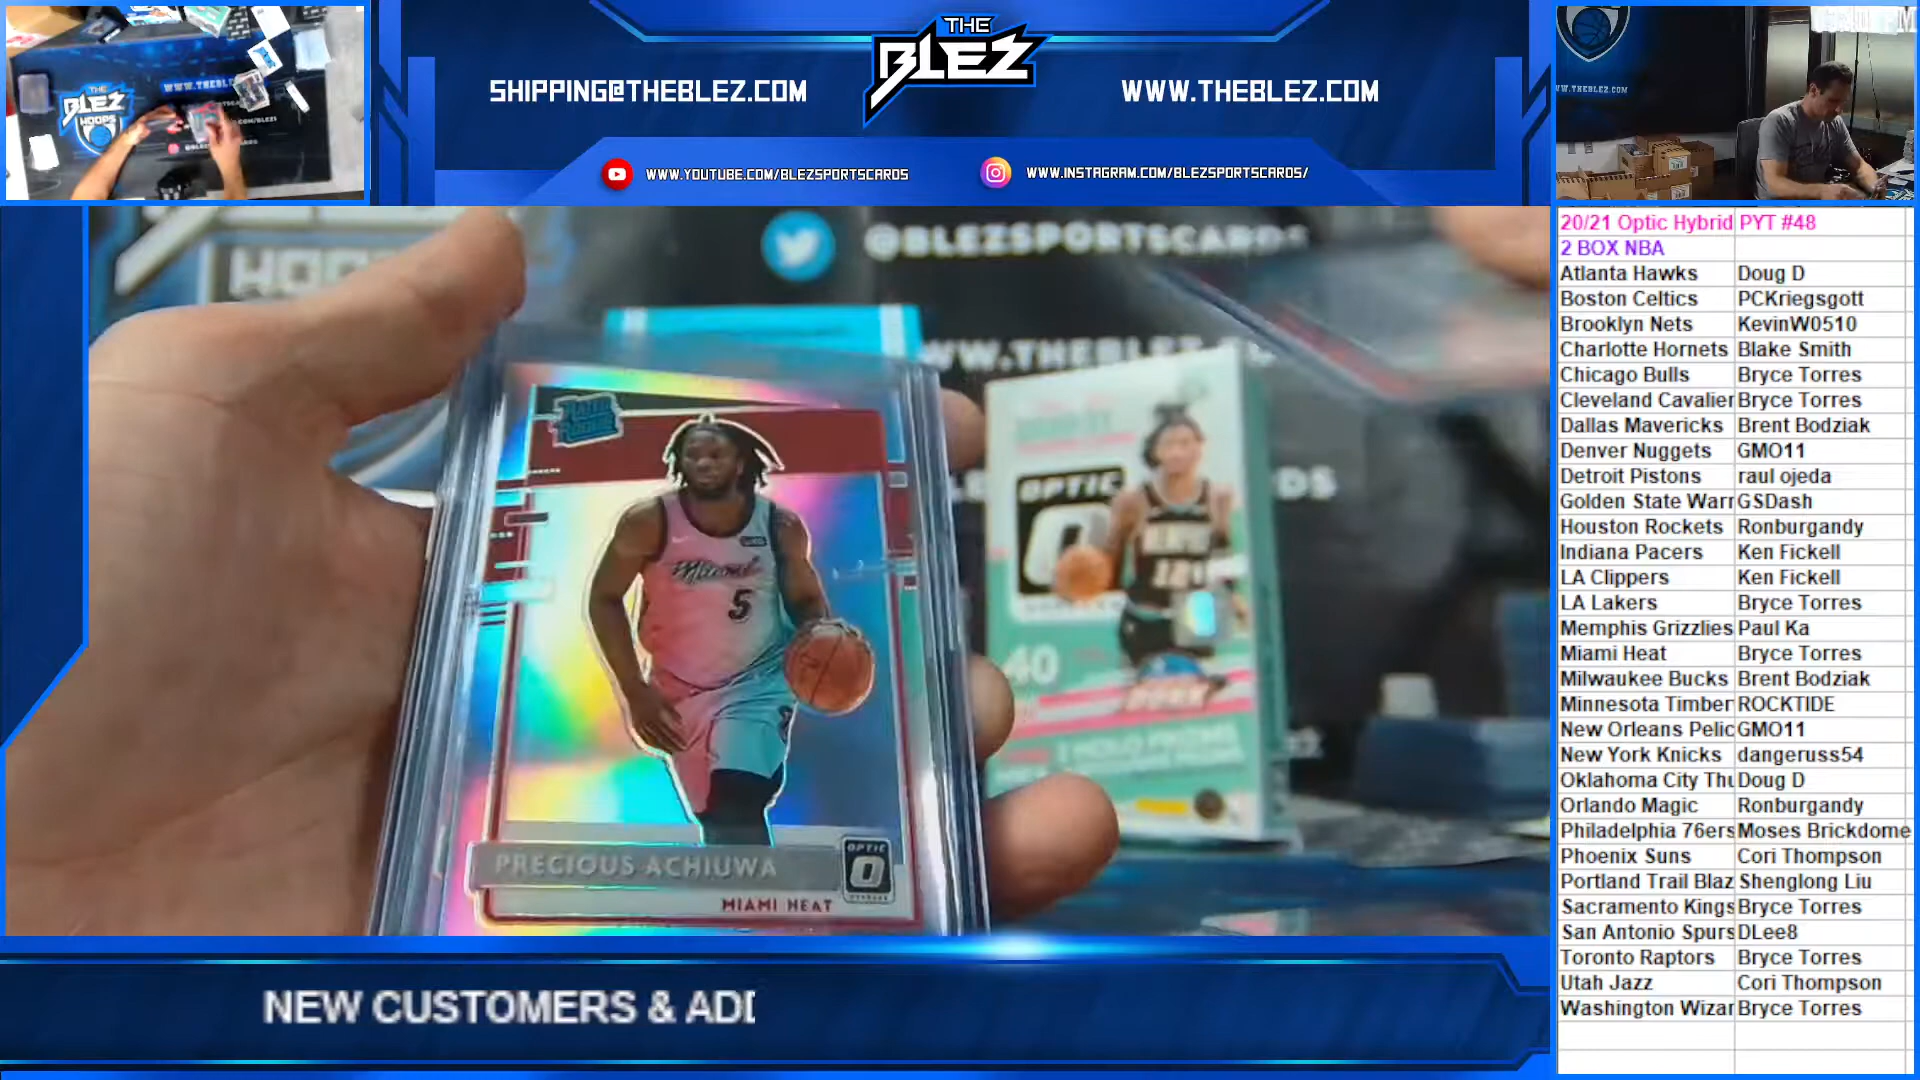 THE
BLEZ
SHIPPING@THEBLEZ.COM
WWW.THEBLEZ.COM
WWW.YOUTUBE.COM/BLEZSPORTSCARDS
WWW.INSTAGRAM.COM/BLEZSPORTSCARDS/
THE
BLEZ
HOOPS
@BLEZSPORTSCARDS
RATED
ROOKIE
Miami
5
PRECIOUS ACHIUWA
OPTIC
MIAMI HEAT
OPTIC
12
40
NEW CUSTOMERS & AD
20/21 Optic Hybrid PYT #48
2 BOX NBA
Atlanta Hawks Doug D
Boston Celtics PCKriegsgott
Brooklyn Nets KevinW0510
Charlotte Hornets Blake Smith
Chicago Bulls Bryce Torres
Cleveland Cavalier Bryce Torres
Dallas Mavericks Brent Bodziak
Denver Nuggets GMO11
Detroit Pistons raul ojeda
Golden State Warr GSDash
Houston Rockets Ronburgandy
Indiana Pacers Ken Fickell
LA Clippers Ken Fickell
LA Lakers Bryce Torres
Memphis Grizzlies Paul Ka
Miami Heat Bryce Torres
Milwaukee Bucks Brent Bodziak
Minnesota Timber ROCKTIDE
New Orleans Pelic GMO11
New York Knicks dangeruss54
Oklahoma City Thu Doug D
Orlando Magic Ronburgandy
Philadelphia 76ers Moses Brickdome
Phoenix Suns Cori Thompson
Portland Trail Blaz Shenglong Liu
Sacramento Kings Bryce Torres
San Antonio Spurs DLee8
Toronto Raptors Bryce Torres
Utah Jazz Cori Thompson
Washington Wizar Bryce Torres